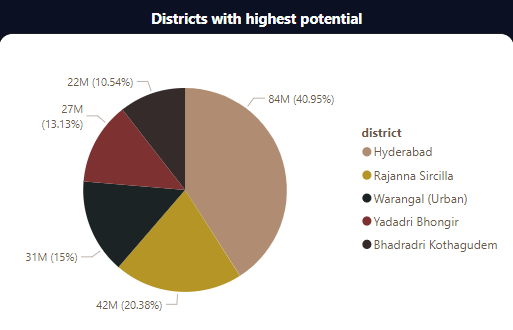 Districts with highest potential
22M (10.54%)
84M (40.95%)
27M
(13.13%)
31M (15%)
42M (20.38%)
district
Hyderabad
Rajanna Sircilla
Warangal (Urban)
Yadadri Bhongir
Bhadradri Kothagudem